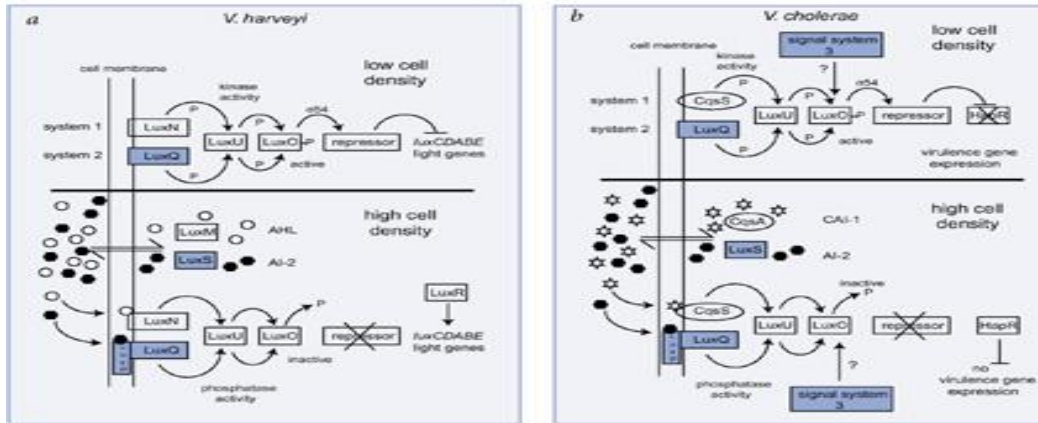 a
V. harveyi
low cell
density
cell membrane
kinase
activity
P
P
σ54
system 1
LuxN
LuxU
LuxO
P
repressor
luxCDABE
light genes
system 2
LuxQ
P
P
active
high cell
density
LuxM
AHL
LuxS
AI-2
LuxR
P
LuxN
LuxU
LuxO
repressor
luxCDABE
light genes
LuxP
LuxQ
inactive
phosphatase
activity
b
V. cholerae
signal system
3
low cell
density
cell membrane
kinase
activity
?
P
P
σ54
system 1
CqsS
LuxU
LuxO
P
repressor
HapR
system 2
LuxQ
P
P
active
virulence gene
expression
high cell
density
CqsA
CAI-1
LuxS
AI-2
inactive
P
CqsS
LuxU
LuxO
repressor
HapR
LuxP
LuxQ
?
phosphatase
activity
signal system
3
no
virulence gene
expression